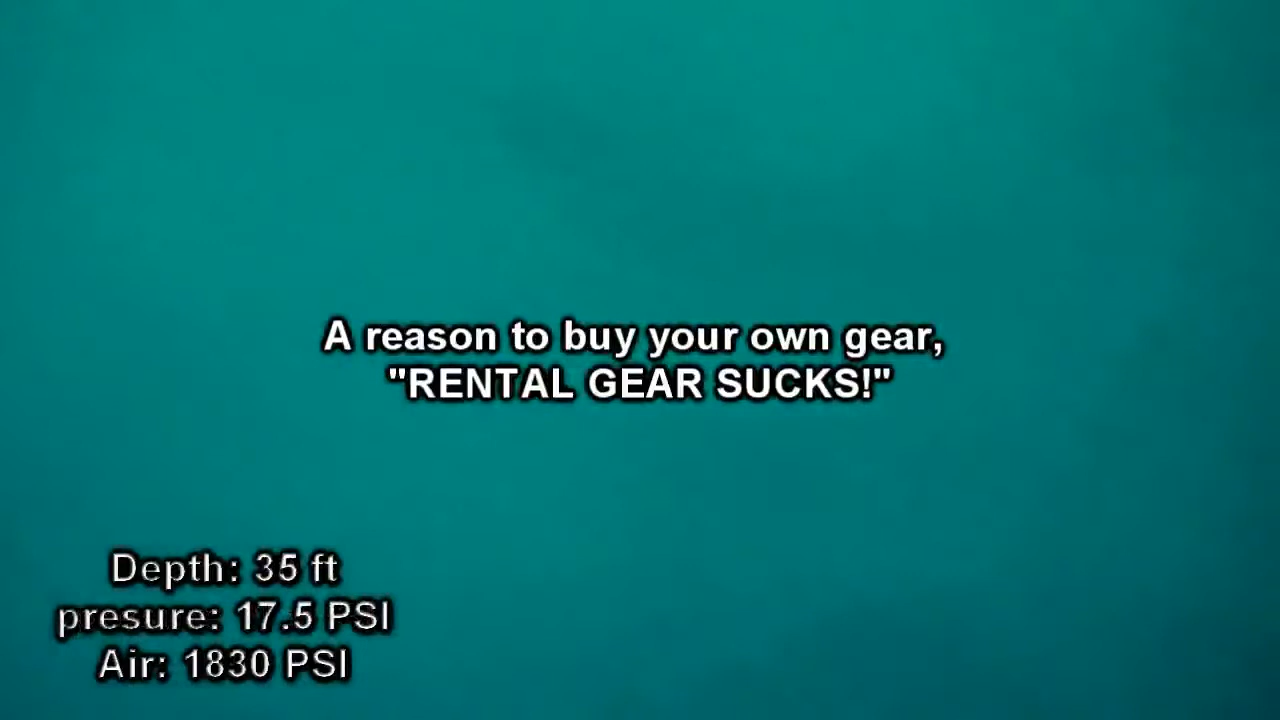 A reason to buy your own gear,
"RENTAL GEAR SUCKS!"
Depth: 35 ft
presure: 17.5 PSI
Air: 1830 PSI